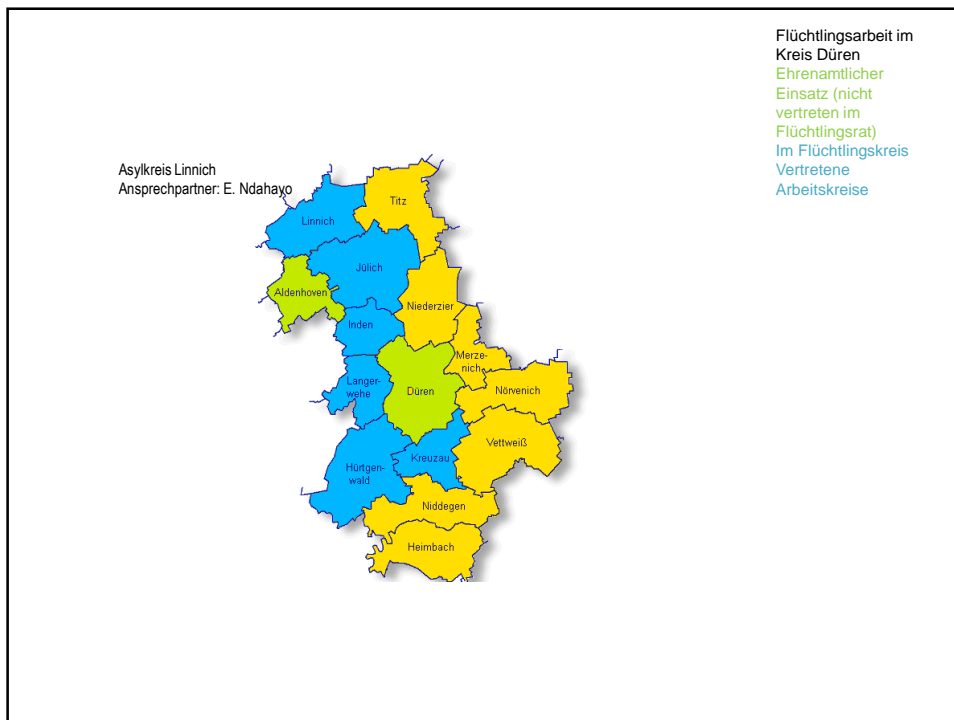 Flüchtlingsarbeit im
Kreis Düren
Ehrenamtlicher
Einsatz (nicht
vertreten im
Flüchtlingsrat)
Im Flüchtlingskreis
Vertretene
Arbeitskreise
Asylkreis Linnich
Ansprechpartner: E. Ndahayo
Titz
Linnich
Jülich
Aldenhoven
Niederzier
Inden
Merze-
nich
Langer-
wehe
Düren
Nörvenich
Vettweiß
Kreuzau
Hürtgen-
wald
Niddegen
Heimbach